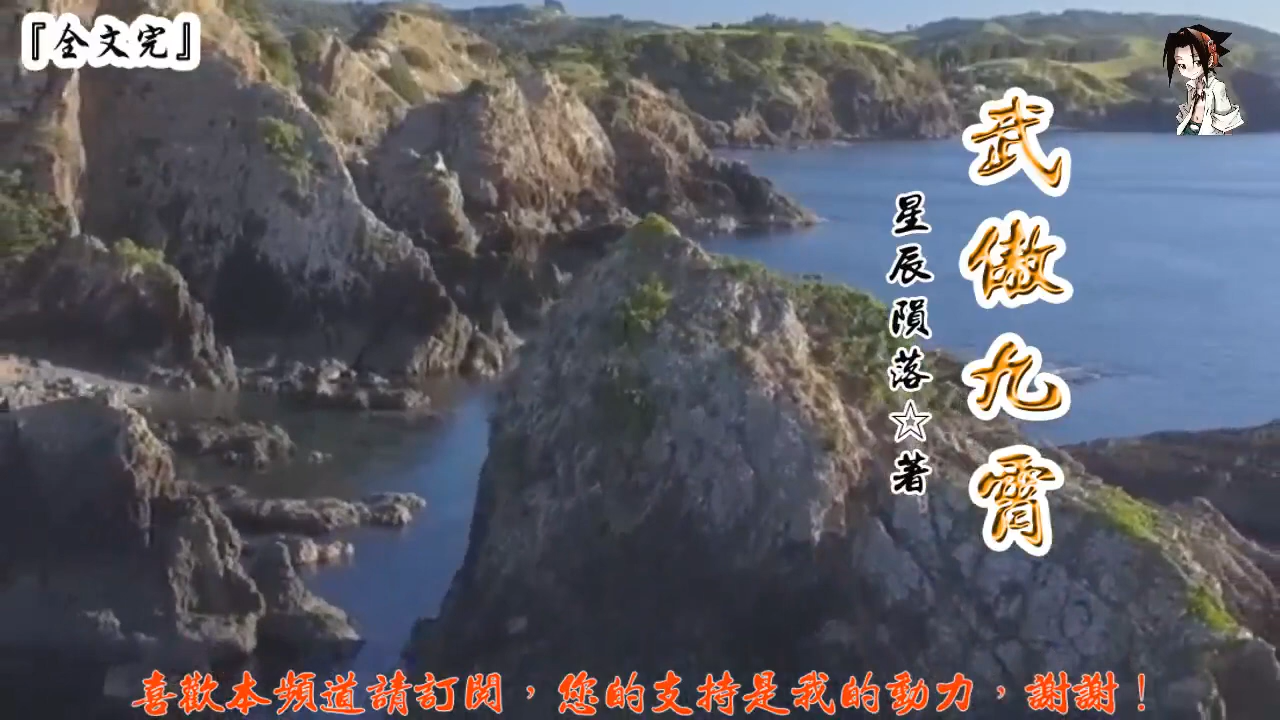 『全文完』
武傲九霄
星辰隕落☆著
喜歡本頻道請訂閱，您的支持是我的動力，謝謝！